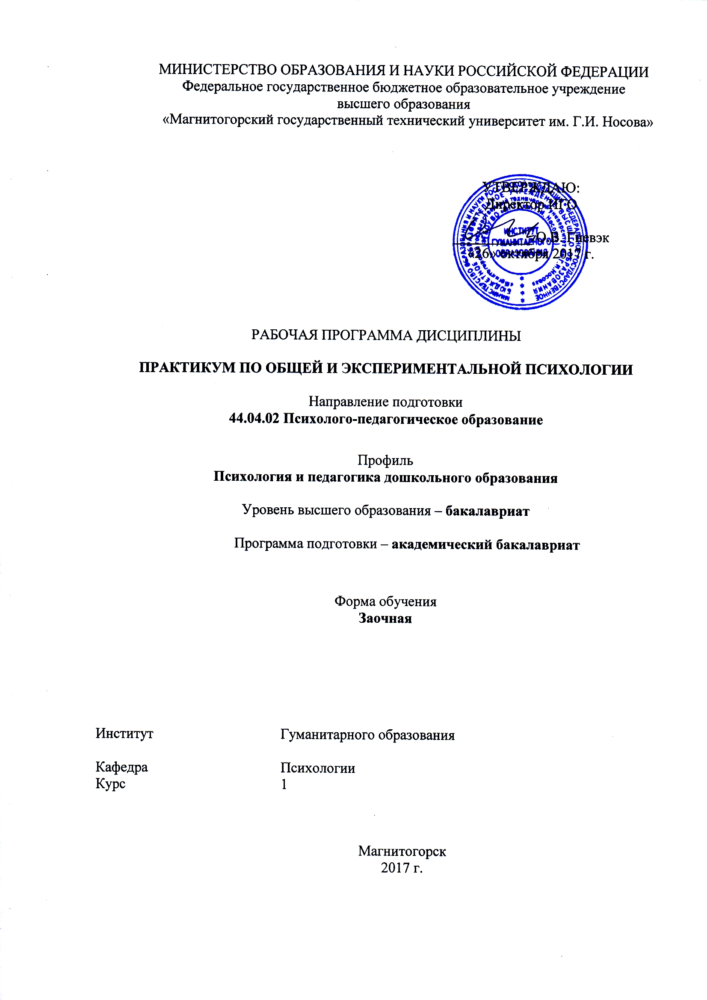 МИНИСТЕРСТВО ОБРАЗОВАНИЯ И НАУКИ РОССИЙСКОЙ ФЕДЕРАЦИИ
Федеральное государственное бюджетное образовательное учреждение
высшего образования
«Магнитогорский государственный технический университет им. Г.И. Носова»
УТВЕРЖДАЮ:
Директор ИГО
О.В. Гневэк
«26» октября 2017 г.
ИНСТИТУТ
ГУМАНИТАРНОГО
ОБРАЗОВАНИЯ
РАБОЧАЯ ПРОГРАММА ДИСЦИПЛИНЫ
ПРАКТИКУМ ПО ОБЩЕЙ И ЭКСПЕРИМЕНТАЛЬНОЙ ПСИХОЛОГИИ
Направление подготовки
44.04.02 Психолого-педагогическое образование
Профиль
Психология и педагогика дошкольного образования
Уровень высшего образования – бакалавриат
Программа подготовки – академический бакалавриат
Форма обучения
Заочная
Институт Гуманитарного образования
Кафедра Психологии
Курс 1
Магнитогорск
2017 г.